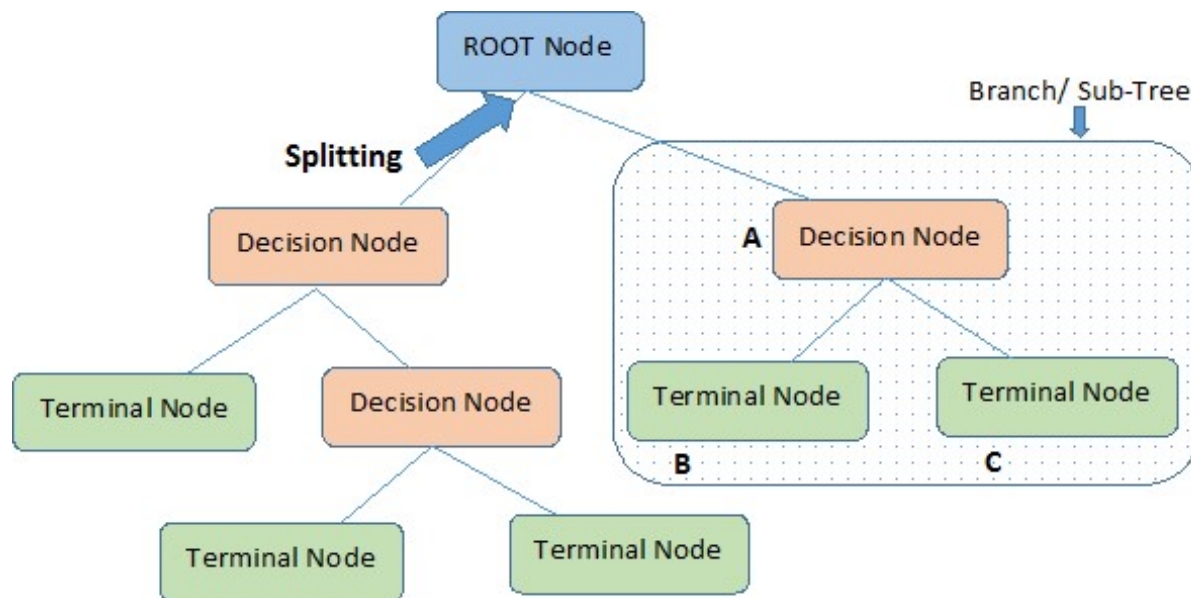 ROOT Node
Branch/ Sub-Tree
Splitting
Decision Node
A
Decision Node
Terminal Node
Decision Node
Terminal Node
Terminal Node
B
C
Terminal Node
Terminal Node